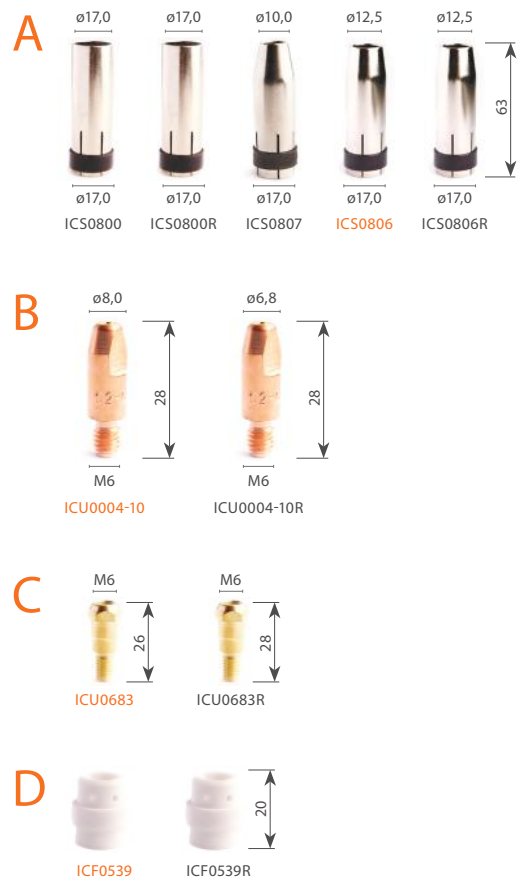 A
ø17,0 ø17,0 ø10,0 ø12,5 ø12,5
63
ø17,0 ø17,0 ø17,0 ø17,0 ø17,0
ICS0800 ICS0800R ICS0807 ICS0806 ICS0806R
B
ø8,0 ø6,8
28 28
M6 M6
ICU0004-10 ICU0004-10R
C
M6 M6
26 28
ICU0683 ICU0683R
D
20
ICF0539 ICF0539R